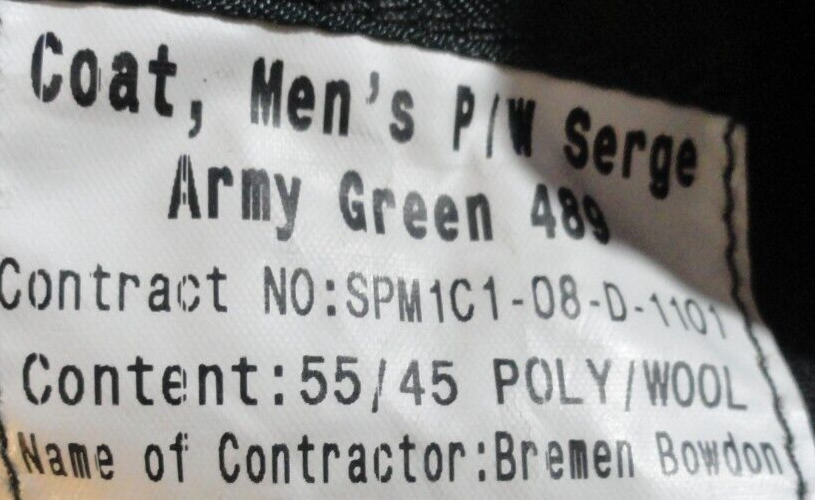 Coat, Men's P/W Serge
Army Green 489
Contract NO:SPM1C1-08-D-1101
Content:55/45 POLY/WOOL
Name of Contractor:Bremen Bowdon